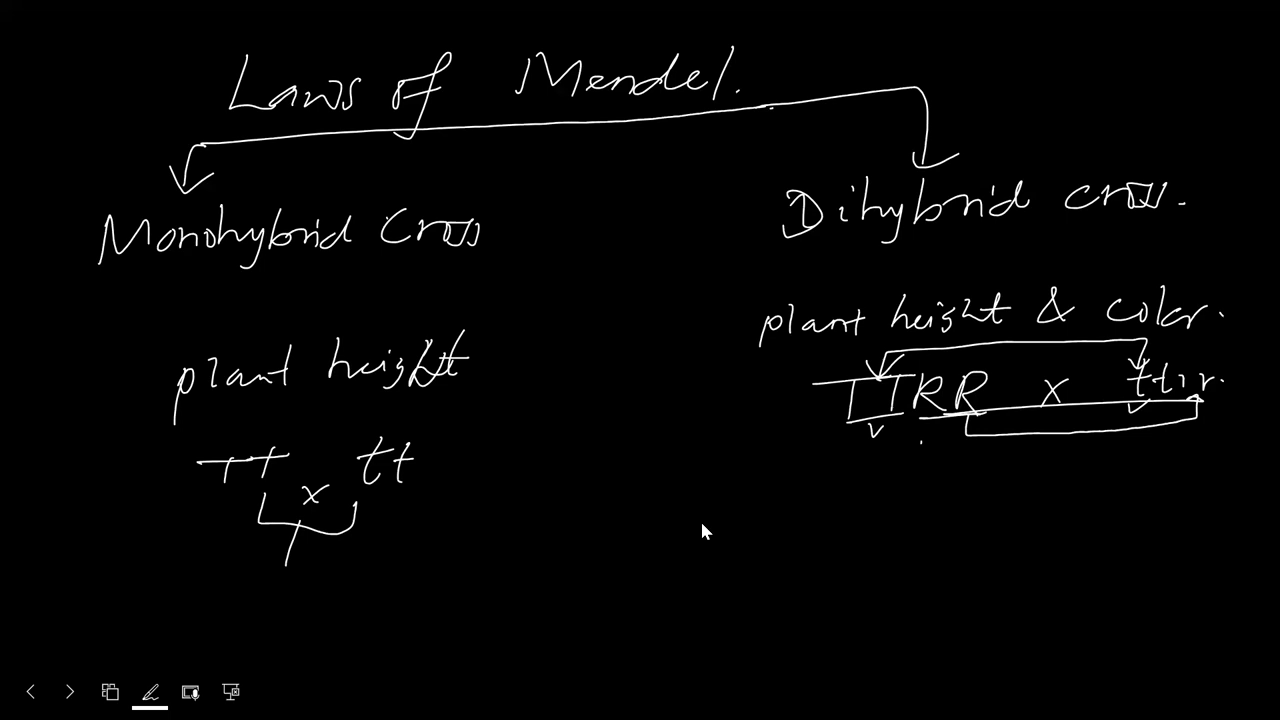 Laws of Mendel.
Monohybrid Cross
plant height
TT x tt
Dihybrid cross.
plant height & color.
TTRR x ttrr.